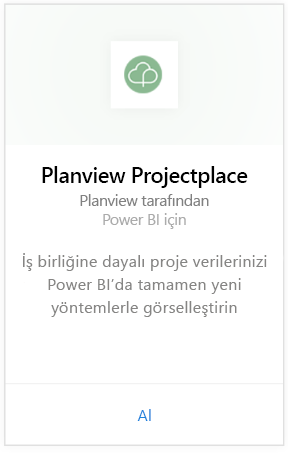 Planview Projectplace
Planview tarafından
Power BI için
İş birliğine dayalı proje verilerinizi
Power BI’da tamamen yeni
yöntemlerle görselleştirin
Al